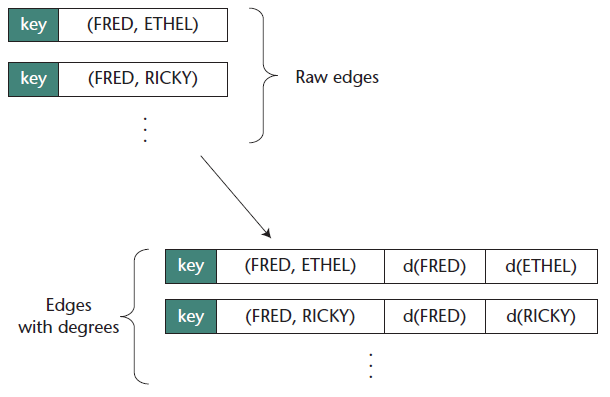 key (FRED, ETHEL)
key (FRED, RICKY)
Raw edges
key (FRED, ETHEL) d(FRED) d(ETHEL)
key (FRED, RICKY) d(FRED) d(RICKY)
Edges
with degrees